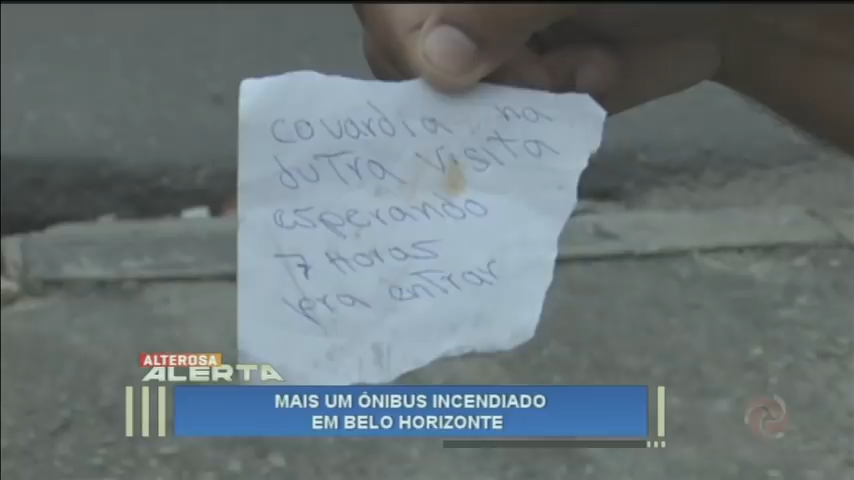 covardia na
dutra visita
esperando
7 Horas
pra entrar
ALTEROSA
ALERTA
MAIS UM ÔNIBUS INCENDIADO
EM BELO HORIZONTE